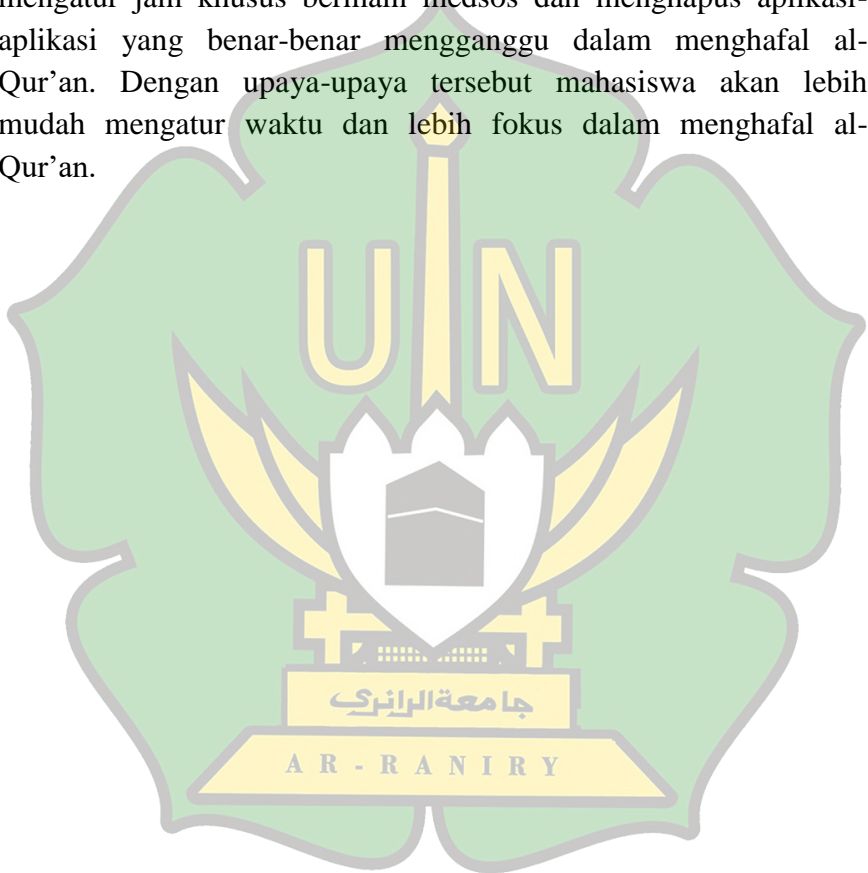 mengatur jam khusus bermain medsos dan menghapus aplikasi-
aplikasi yang benar-benar mengganggu dalam menghafal al-
Qur'an. Dengan upaya-upaya tersebut mahasiswa akan lebih
mudah mengatur waktu dan lebih fokus dalam menghafal al-
Qur'an.
UIN
جامعة الرانري
AR-RANIRY